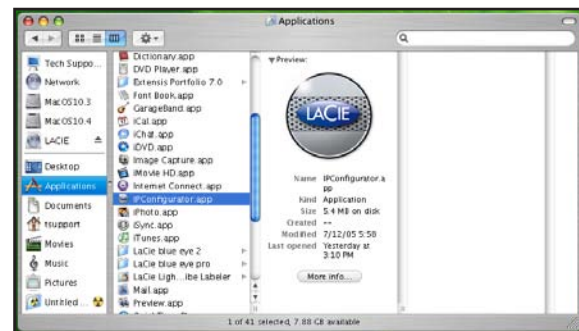 Applications
Tech Suppo...
Network
MacOS10.3
MacOS10.4
LACIE
Desktop
Applications
Documents
tsupport
Movies
Music
Pictures
Untitled ...
Dictionary.app
DVD Player.app
Extensis Portfolio 7.0
Font Book.app
GarageBand.app
iCal.app
iChat.app
iDVD.app
Image Capture.app
iMovie HD.app
Internet Connect.app
IPConfigurator.app
iPhoto.app
iSync.app
iTunes.app
LaCie blue eye 2
LaCie blue eye pro
LaCie Ligh...ibe Labeler
Mail.app
Preview.app
Preview:
LACIE
Name IPConfigurator.a
pp
Kind Application
Size 5.4 MB on disk
Created --
Modified 7/12/05 5:58
Last opened Yesterday at
3:10 PM
More info...
1 of 41 selected, 7.88 GB available